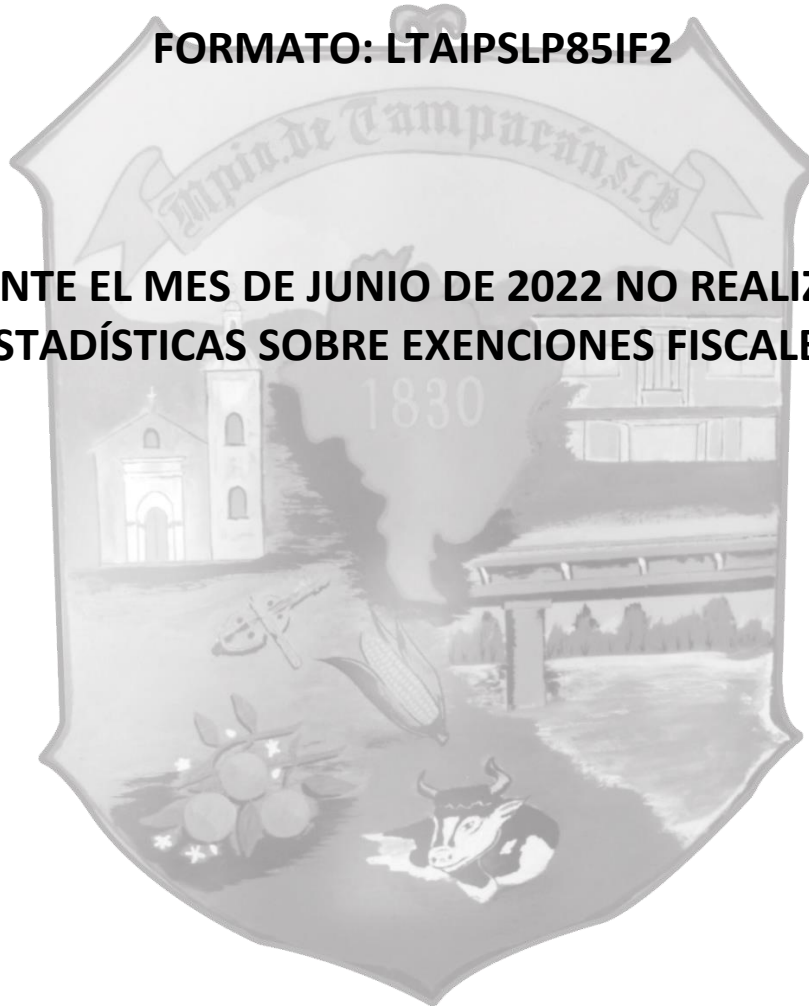 FORMATO: LTAIPSLP85IF2
Mpio. de Tampacán, S.L.P.
NTE EL MES DE JUNIO DE 2022 NO REALIZ
STADÍSTICAS SOBRE EXENCIONES FISCALE
1830